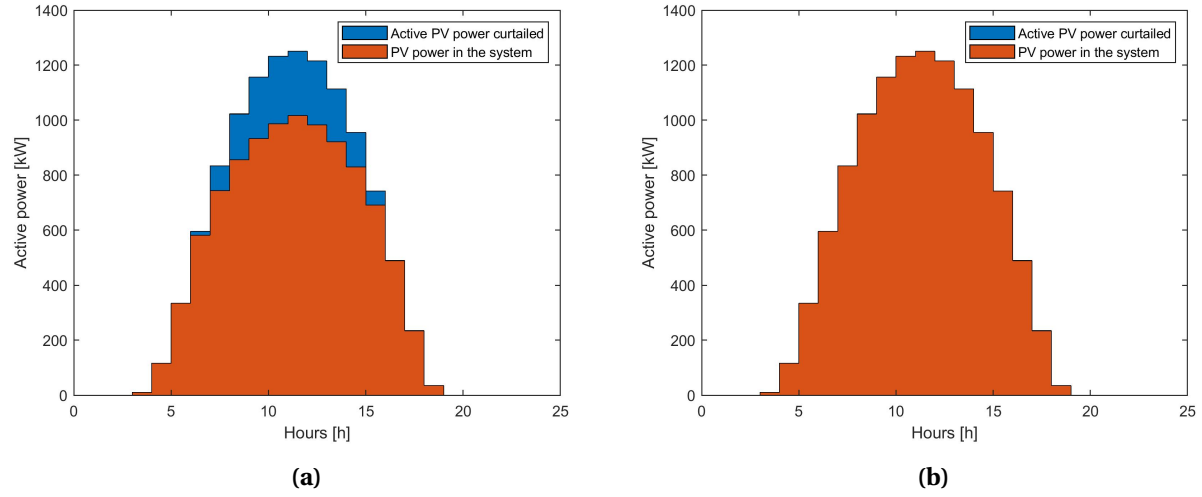 1400
1200
1000
800
600
400
200
0
Active power [kW]
Active PV power curtailed
PV power in the system
0 5 10 15 20 25
Hours [h]
(a)
1400
1200
1000
800
600
400
200
0
Active power [kW]
Active PV power curtailed
PV power in the system
0 5 10 15 20 25
Hours [h]
(b)